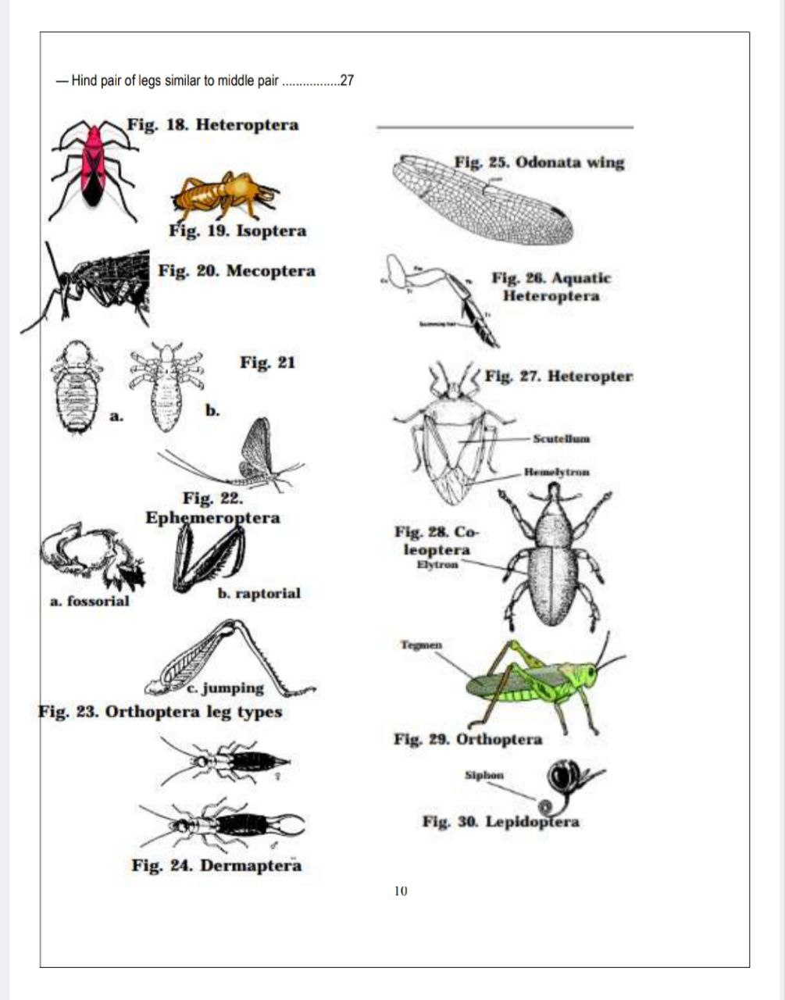 — Hind pair of legs similar to middle pair .................27
Fig. 18. Heteroptera
Fig. 19. Isoptera
Fig. 20. Mecoptera
Fig. 21
a.
b.
Fig. 22.
Ephemeroptera
a. fossorial
b. raptorial
c. jumping
Fig. 23. Orthoptera leg types
♀
♂
Fig. 24. Dermaptera
Fig. 25. Odonata wing
Fig. 26. Aquatic
Heteroptera
Fig. 27. Heteropter
Scutellum
Hemelytron
Fig. 28. Co-
leoptera
Elytron
Tegmen
Fig. 29. Orthoptera
Siphon
Fig. 30. Lepidoptera
10